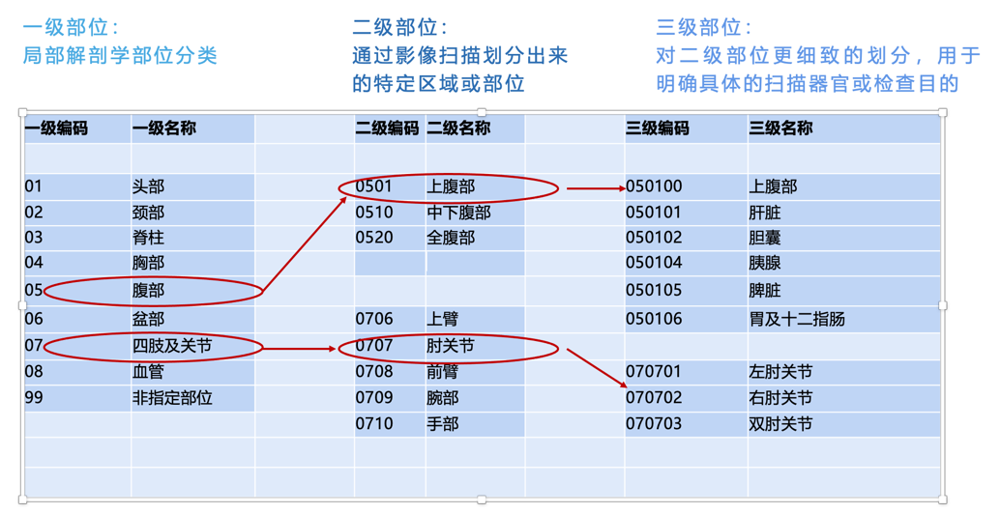 一级部位：
局部解剖学部位分类
二级部位：
通过影像扫描划分出来
的特定区域或部位
三级部位：
对二级部位更细致的划分，用于
明确具体的扫描器官或检查目的
一级编码 一级名称 二级编码 二级名称 三级编码 三级名称
01 头部 0501 上腹部 050100 上腹部
02 颈部 0510 中下腹部 050101 肝脏
03 脊柱 0520 全腹部 050102 胆囊
04 胸部 050104 胰腺
05 腹部 050105 脾脏
06 盆部 0706 上臂 050106 胃及十二指肠
07 四肢及关节 0707 肘关节
08 血管 0708 前臂 070701 左肘关节
99 非指定部位 0709 腕部 070702 右肘关节
0710 手部 070703 双肘关节